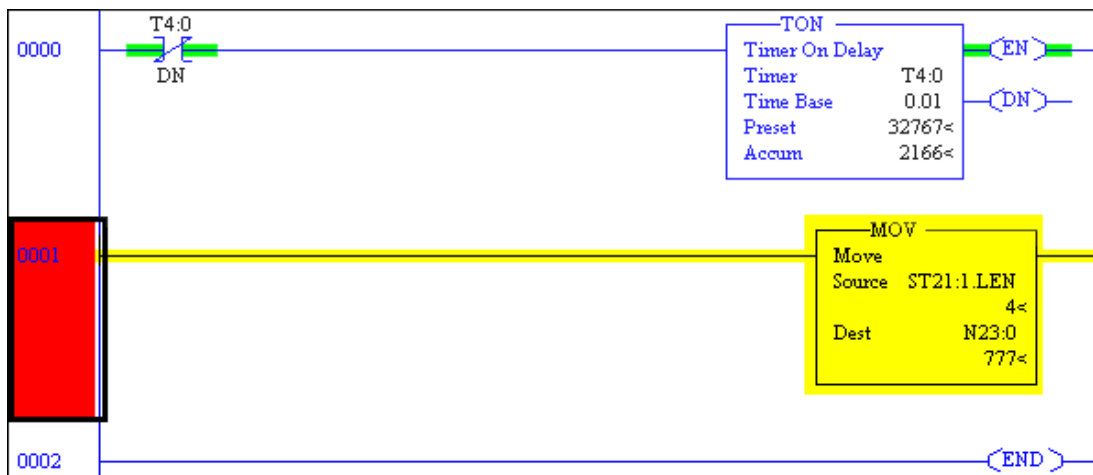 0000
T4:0
DN
TON
Timer On Delay
Timer T4:0
Time Base 0.01
Preset 32767<
Accum 2166<
EN
DN
0001
MOV
Move
Source ST21:1.LEN
4<
Dest N23:0
777<
0002
END